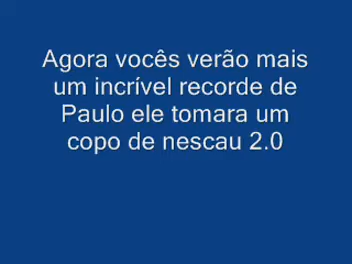 Agora vocês verão mais
um incrível recorde de
Paulo ele tomara um
copo de nescau 2.0